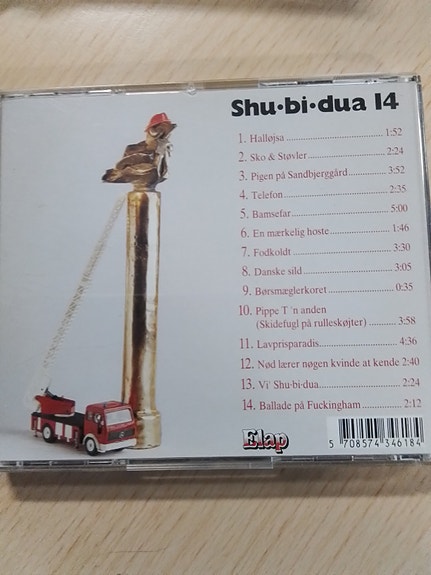 Shu·bi·dua 14
1. Halløjsa 1:52
2. Sko & Støvler 2:24
3. Pigen på Sandbjerggård 3:52
4. Telefon 2:35
5. Bamsefar 5:00
6. En mærkelig hoste 1:46
7. Fodkoldt 3:30
8. Danske sild 3:05
9. Børsmæglerkoret 0:35
10. Pippe T´n anden
(Skidefugl på rulleskøjter) 3:58
11. Lavprisparadis. 4:36
12. Nød lærer nøgen kvinde at kende 2:40
13. Vi' Shu·bi·dua. 2:24
14. Ballade på Fuckingham 2:12
Elap
5 708574 346184